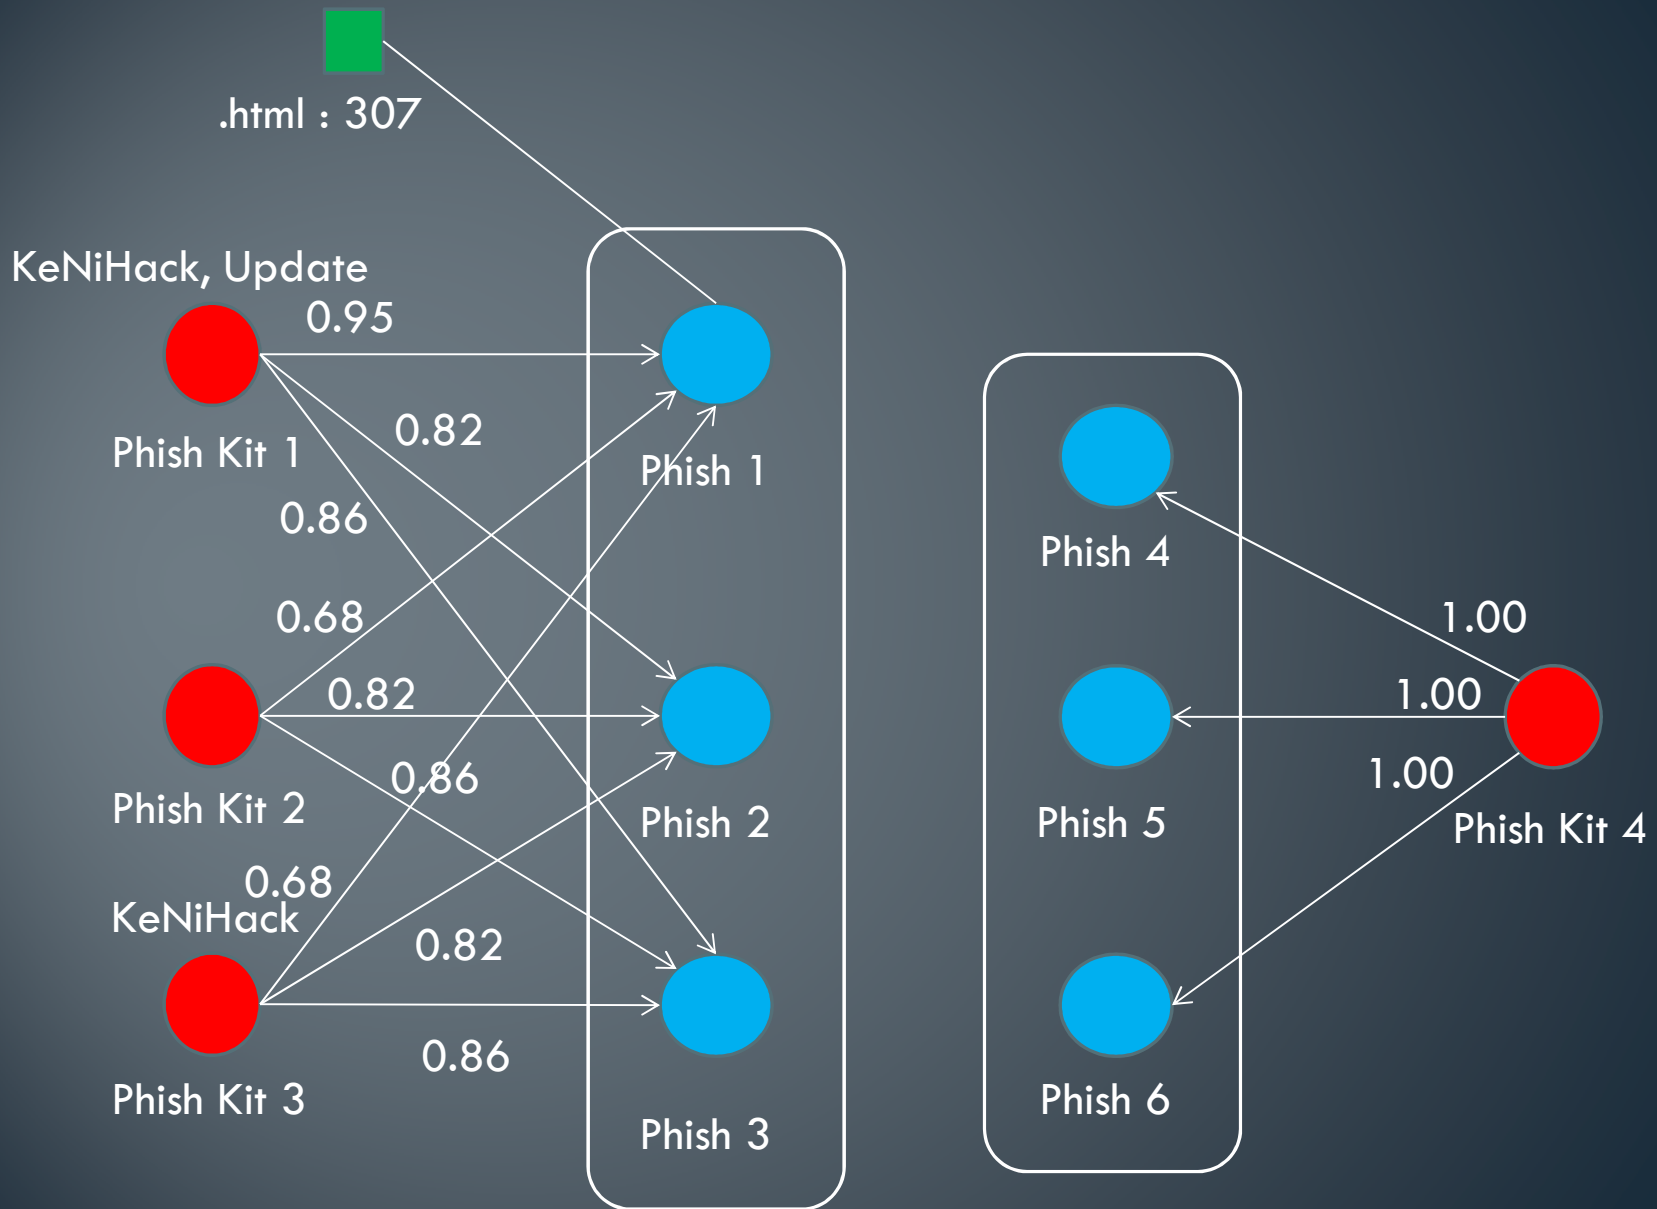 .html : 307
KeNiHack, Update
0.95
0.82
Phish Kit 1
Phish 1
0.86
Phish 4
0.68
1.00
0.82
1.00
0.86
1.00
Phish Kit 2
Phish 2
Phish 5
Phish Kit 4
0.68
KeNiHack
0.82
0.86
Phish Kit 3
Phish 6
Phish 3